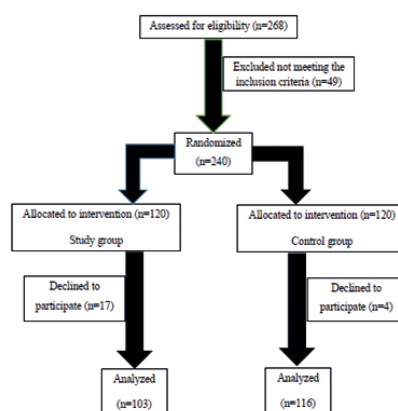 Assessed for eligibility (n=268)
Excluded not meeting the
inclusion criteria (n=49)
Randomized
(n=240)
Allocated to intervention (n=120)
Study group
Allocated to intervention (n=120)
Control group
Declined to
participate (n=17)
Declined to
participate (n=4)
Analyzed
(n=103)
Analyzed
(n=116)